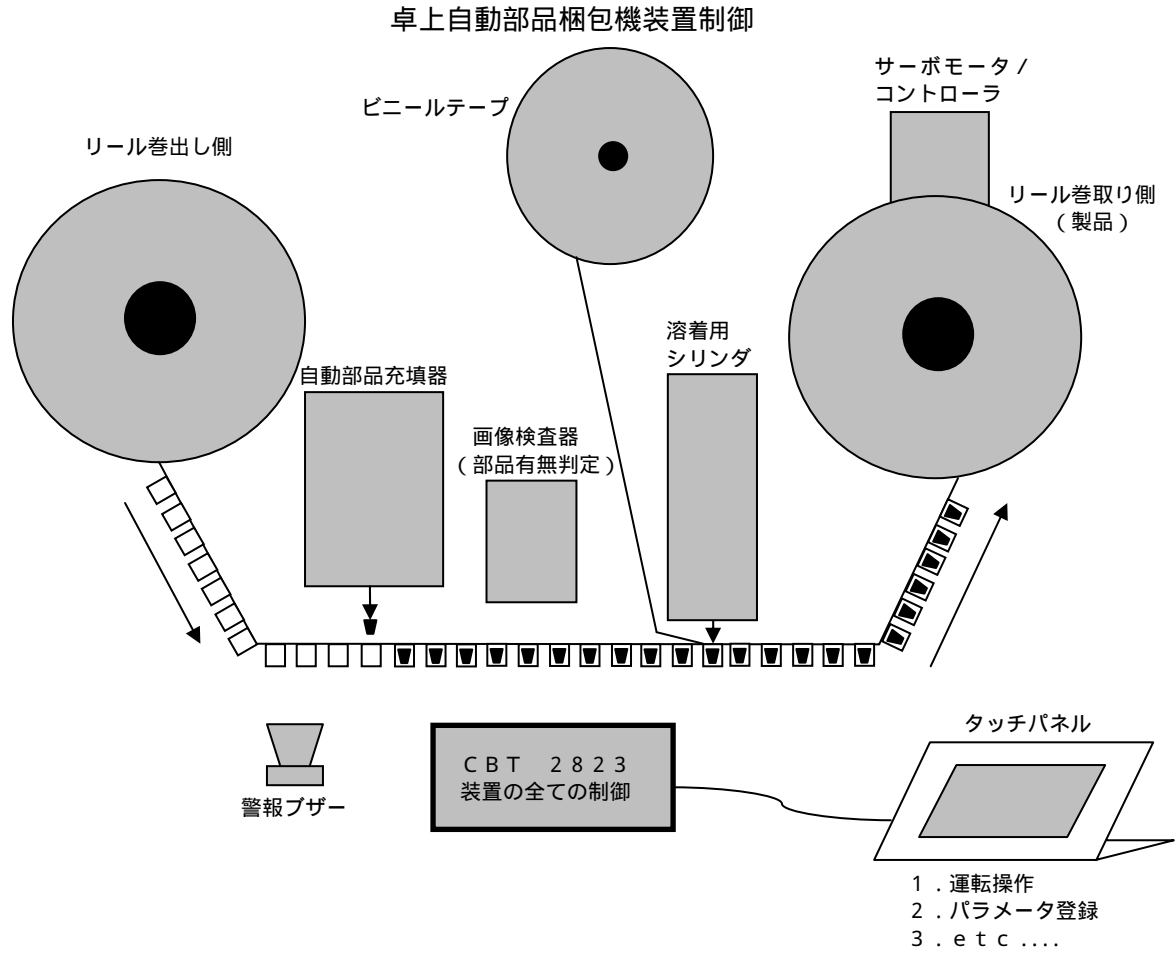 卓上自動部品梱包機装置制御
サーボモータ/
コントローラ
ビニールテープ
リール巻出し側
リール巻取り側
(製品)
溶着用
シリンダ
自動部品充填器
画像検査器
(部品有無判定)
タッチパネル
CBT 2823
装置の全ての制御
警報ブザー
1.運転操作
2.パラメータ登録
3.etc....